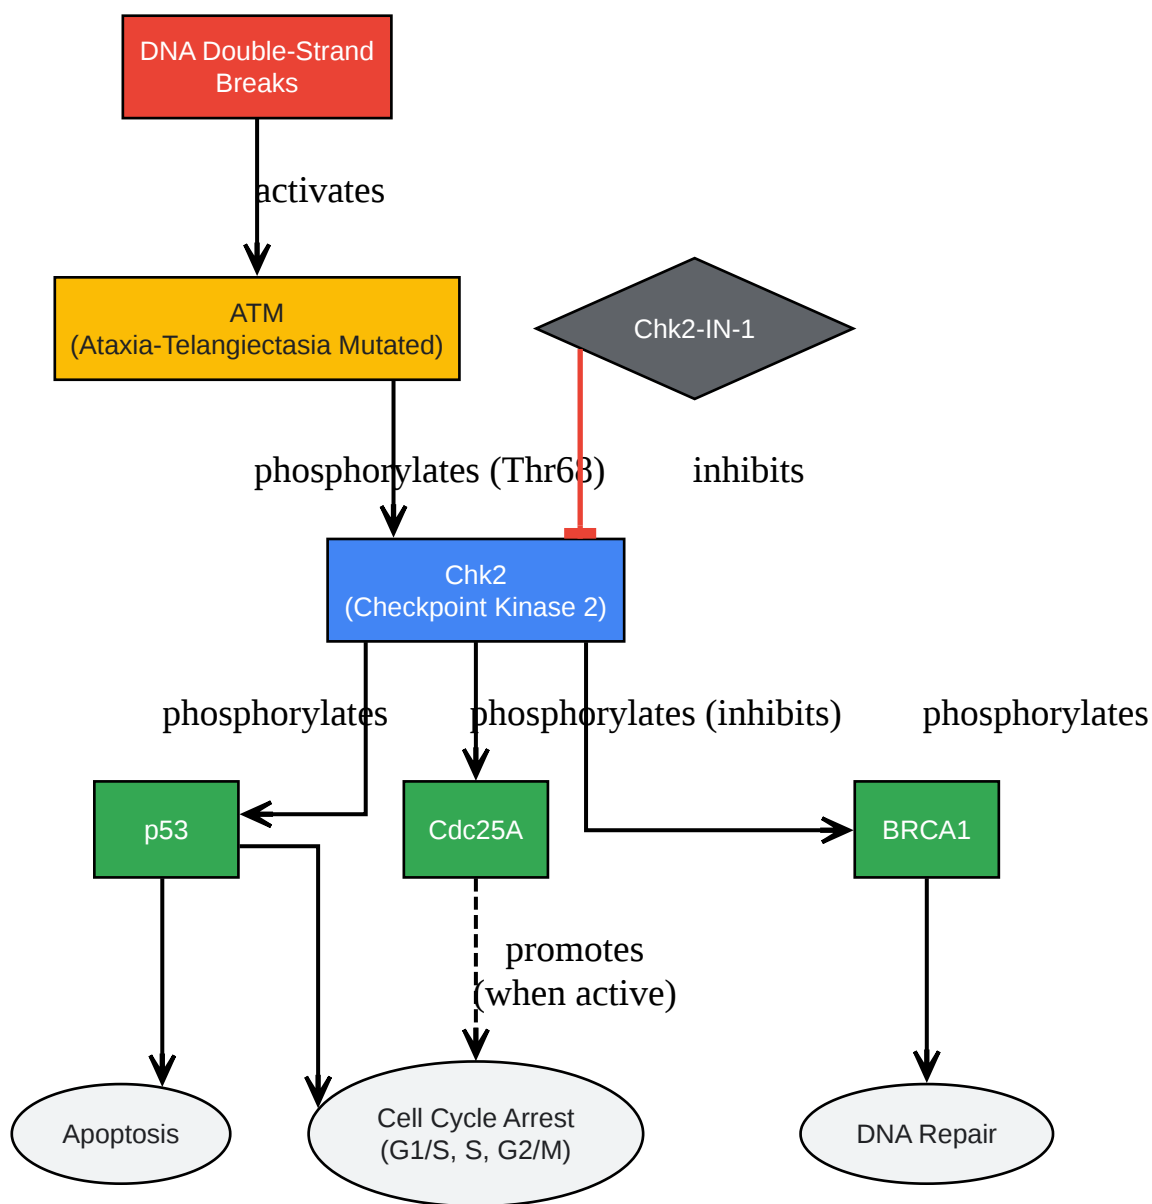 DNA Double-Strand
Breaks
activates
ATM
(Ataxia-Telangiectasia Mutated)
Chk2-IN-1
phosphorylates (Thr68)
inhibits
Chk2
(Checkpoint Kinase 2)
phosphorylates
phosphorylates (inhibits)
phosphorylates
p53
Cdc25A
BRCA1
promotes
(when active)
Apoptosis
Cell Cycle Arrest
(G1/S, S, G2/M)
DNA Repair